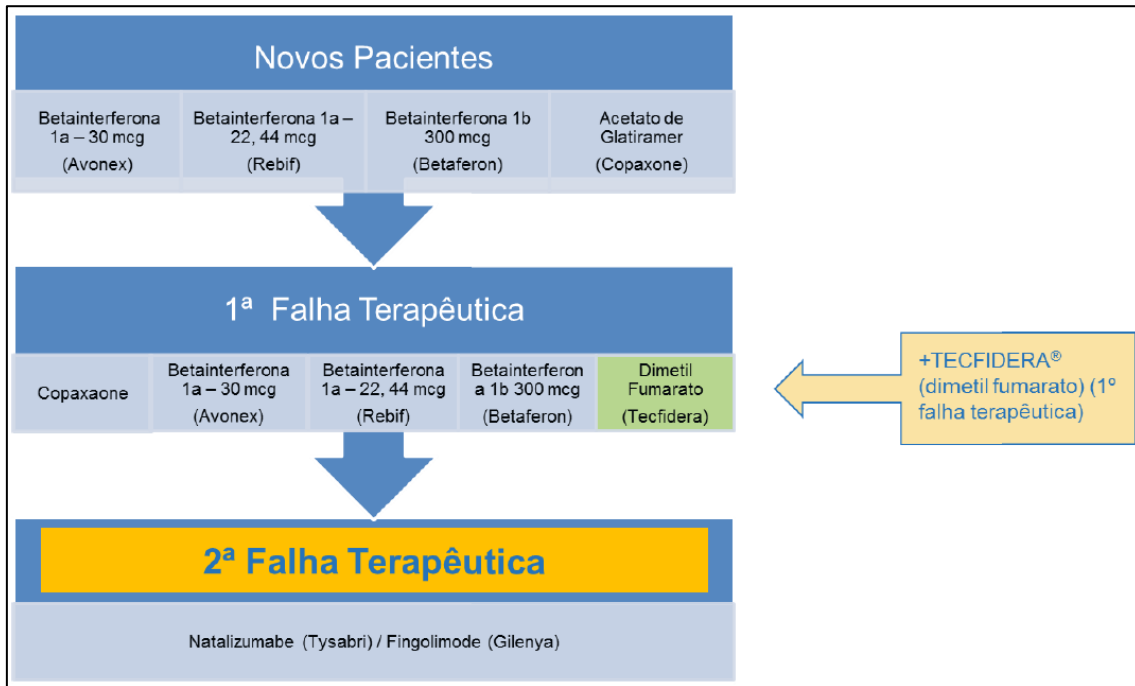 Novos Pacientes
Betainterferona
1a – 30 mcg
(Avonex)
Betainterferona 1a –
22, 44 mcg
(Rebif)
Betainterferona 1b
300 mcg
(Betaferon)
Acetato de
Glatiramer
(Copaxone)
1ª Falha Terapêutica
Copaxaone
Betainterferona
1a – 30 mcg
(Avonex)
Betainterferona
1a – 22, 44 mcg
(Rebif)
Betainterferon
a 1b 300 mcg
(Betaferon)
Dimetil
Fumarato
(Tecfidera)
+TECFIDERA®
(dimetil fumarato) (1º
falha terapêutica)
2ª Falha Terapêutica
Natalizumabe (Tysabri) / Fingolimode (Gilenya)